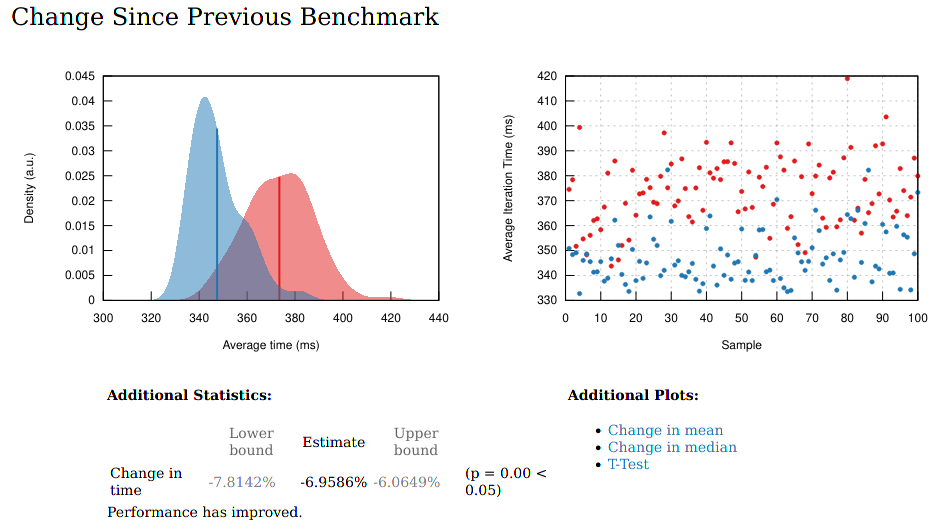 Change Since Previous Benchmark
0.045
0.04
0.035
0.03
0.025
0.02
0.015
0.01
0.005
0
Density (a.u.)
300 320 340 360 380 400 420 440
Average time (ms)
420
410
400
390
380
370
360
350
340
330
Average Iteration Time (ms)
0 10 20 30 40 50 60 70 80 90 100
Sample
Additional Statistics:
Lower bound
Estimate
Upper bound
Change in time
-7.8142% -6.9586% -6.0649%
(p = 0.00 <
0.05)
Performance has improved.
Additional Plots:
• Change in mean
• Change in median
• T-Test